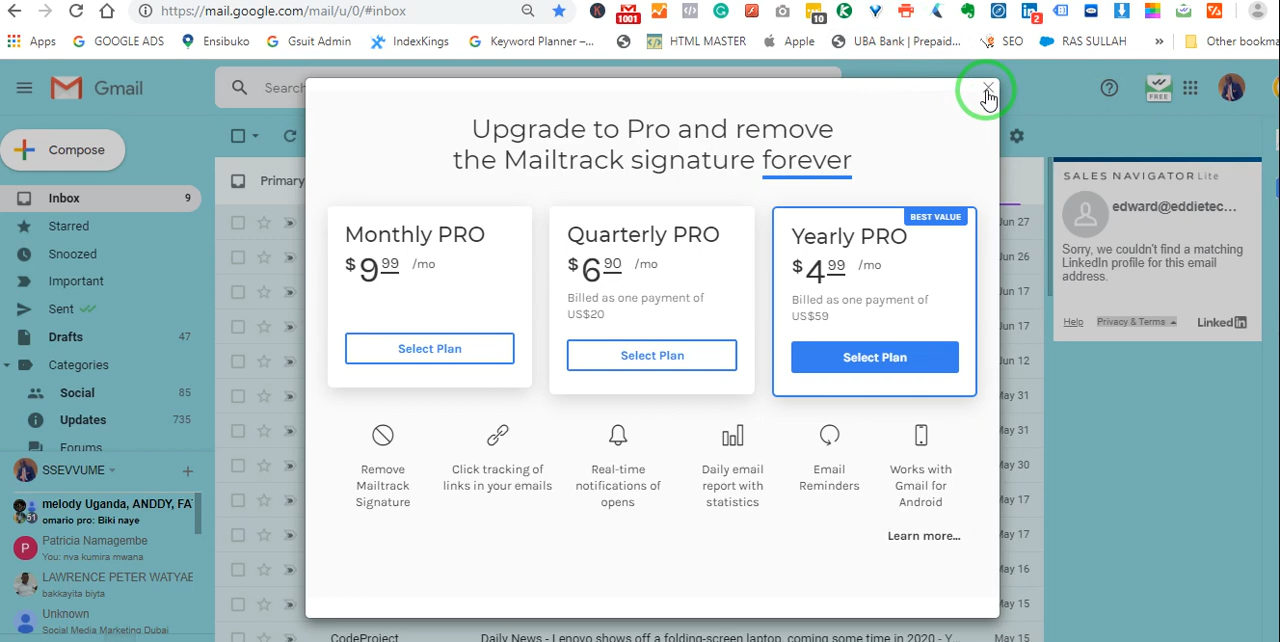 https://mail.google.com/mail/u/0/#inbox
1001
10
2
Apps
GOOGLE ADS
Ensibuko
Gsuit Admin
IndexKings
Keyword Planner –...
HTML MASTER
Apple
UBA Bank | Prepaid...
SEO
RAS SULLAH
»
Other bookma
Gmail
Search
FREE
Compose
Inbox 9
Starred
Snoozed
Important
Sent
Drafts 47
Categories
Social 85
Updates 735
Forums
SSEVVUME
melody Uganda, ANDDY, FA
omario pro: Biki naye
51
P
Patricia Namagembe
You: nva kumira mwana
LAWRENCE PETER WATYAE
bakkayita biyta
Unknown
Social Media Marketing Dubai
Primary
Upgrade to Pro and remove
the Mailtrack signature forever
Monthly PRO
$9.99 /mo
Select Plan
Quarterly PRO
$6.90 /mo
Billed as one payment of
US$20
Select Plan
BEST VALUE
Yearly PRO
$4.99 /mo
Billed as one payment of
US$59
Select Plan
Remove
Mailtrack
Signature
Click tracking of
links in your emails
Real-time
notifications of
opens
Daily email
report with
statistics
Email
Reminders
Works with
Gmail for
Android
Learn more...
Jun 27
Jun 26
Jun 17
Jun 17
Jun 12
May 31
May 31
May 30
May 17
May 17
May 16
May 15
CodeProject
Daily News - Lenovo shows off a folding-screen laptop, coming some time in 2020 - Y
May 15
SALES NAVIGATOR Lite
edward@eddietec...
Sorry, we couldn't find a matching
LinkedIn profile for this email
address.
Help
Privacy & Terms
Linked in